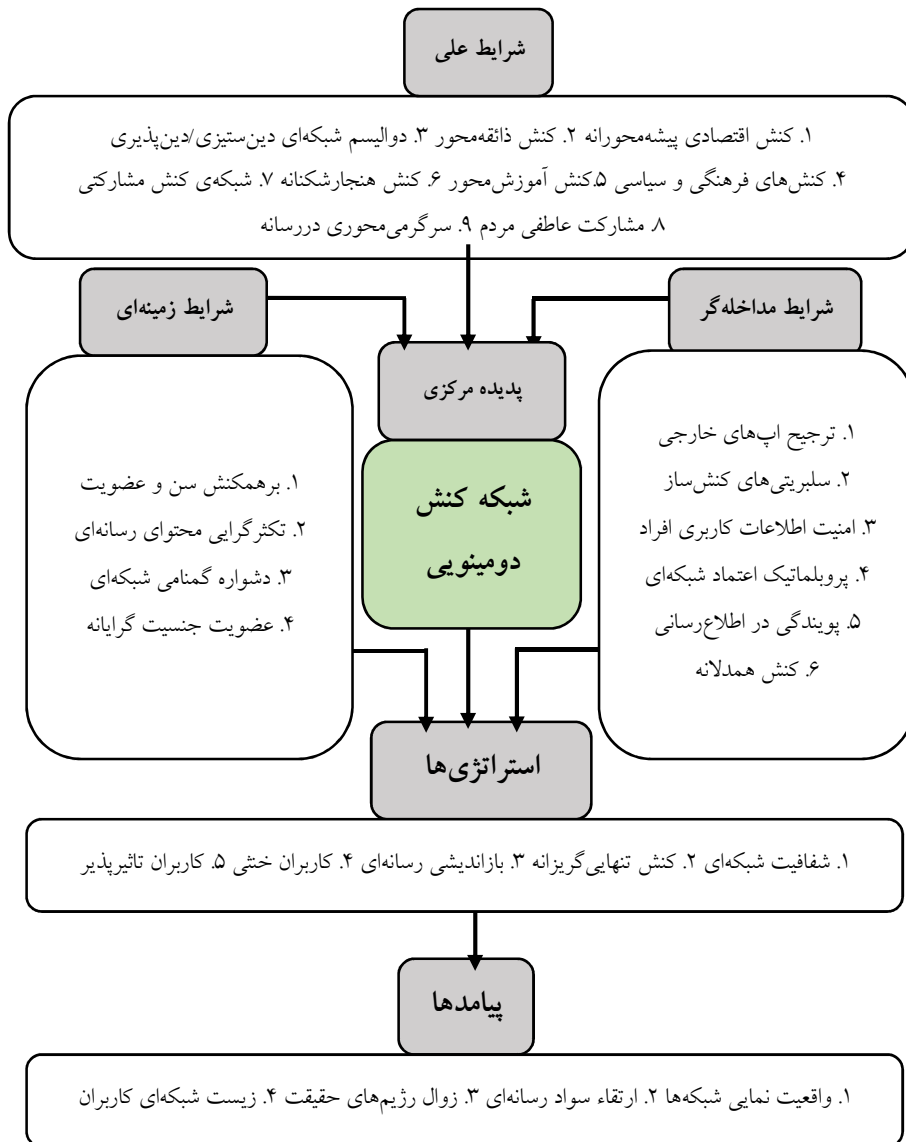 شرایط علی
۱. کنش اقتصادی پیشه‌محورانه ۲. کنش ذائقه‌محور ۳. دوالیسم شبکه‌ای دین‌ستیزی/دین‌پذیری
۴. کنش‌های فرهنگی و سیاسی ۵.کنش آموزش‌محور ۶. کنش هنجارشکنانه ۷. شبکه‌ی کنش مشارکتی
۸. مشارکت عاطفی مردم ۹. سرگرمی‌محوری دررسانه
شرایط مداخله‌گر
۱. ترجیح اپ‌های خارجی
۲. سلبریتی‌های کنش‌ساز
۳. امنیت اطلاعات کاربری افراد
۴. پروبلماتیک اعتماد شبکه‌ای
۵. پویندگی در اطلاع‌رسانی
۶. کنش همدلانه
پدیده مرکزی
شبکه کنش
دومینویی
شرایط زمینه‌ای
۱. برهمکنش سن و عضویت
۲. تکثرگرایی محتوای رسانه‌ای
۳. دشواره گمنامی شبکه‌ای
۴. عضویت جنسیت گرایانه
استراتژی‌ها
۱. شفافیت شبکه‌ای ۲. کنش تنهایی‌گریزانه ۳. بازاندیشی رسانه‌ای ۴. کاربران خنثی ۵. کاربران تاثیرپذیر
پیامدها
۱. واقعیت نمایی شبکه‌ها ۲. ارتقاء سواد رسانه‌ای ۳. زوال رژیم‌های حقیقت ۴. زیست شبکه‌ای کاربران